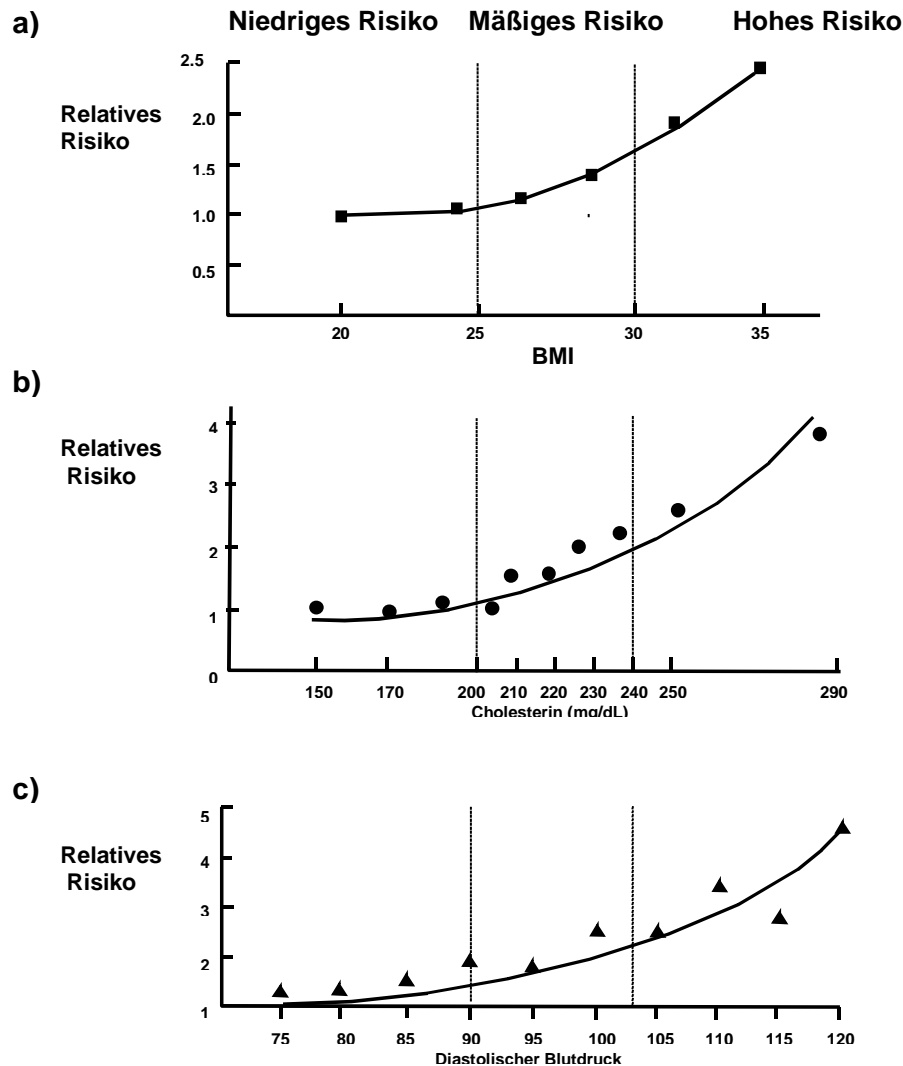 a)
Niedriges Risiko Mäßiges Risiko Hohes Risiko
Relatives
Risiko
2.5
2.0
1.5
1.0
0.5
20 25 30 35
BMI
b)
Relatives
Risiko
4
3
2
1
0
150 170 200 210 220 230 240 250 290
Cholesterin (mg/dL)
c)
Relatives
Risiko
5
4
3
2
1
75 80 85 90 95 100 105 110 115 120
Diastolischer Blutdruck